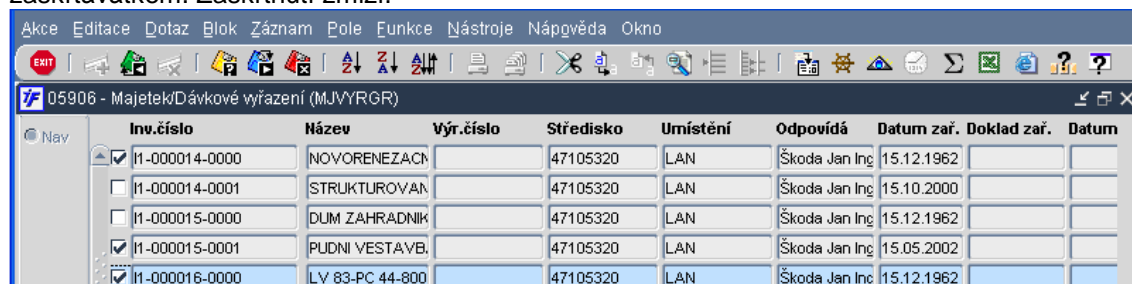 Akce Editace Dotaz Blok Záznam Pole Funkce Nástroje Nápověda Okno
EXIT
05906 - Majetek/Dávkové vyřazení (MJVYRGR)
Nav Inv.číslo Název Výr.číslo Středisko Umístění Odpovídá Datum zař. Doklad zař. Datum
I1-000014-0000 NOVORENEZACN 47105320 LAN Škoda Jan Ing 15.12.1962
I1-000014-0001 STRUKTUROVAN 47105320 LAN Škoda Jan Ing 15.10.2000
I1-000015-0000 DUM ZAHRADNIK 47105320 LAN Škoda Jan Ing 15.12.1962
I1-000015-0001 PUDNI VESTAVB. 47105320 LAN Škoda Jan Ing 15.05.2002
I1-000016-0000 LV 83-PC 44-800 47105320 LAN Škoda Jan Ing 15.12.1962